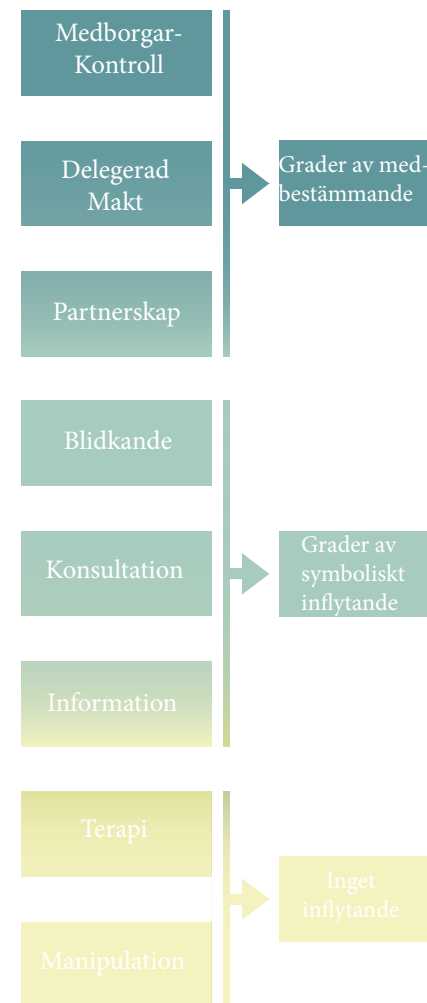 Medborgar-
Kontroll
Delegerad
Makt
Grader av med-
bestämmande
Partnerskap
Blidkande
Konsultation
Grader av
symboliskt
inflytande
Information
Terapi
Inget
inflytande
Manipulation